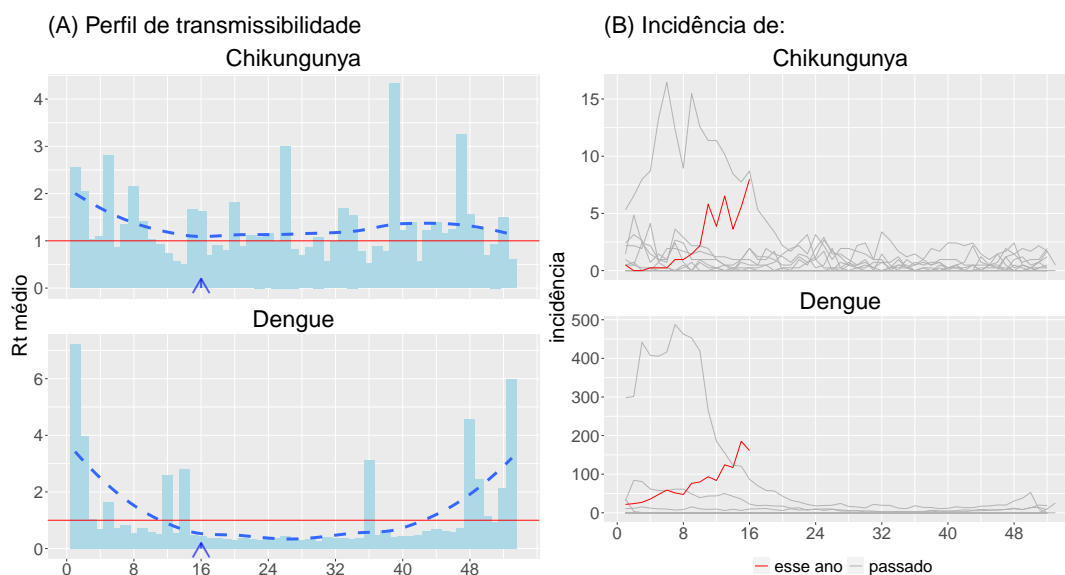 (A) Perfil de transmissibilidade
Chikungunya
4
3
2
1
0
Dengue
6
4
2
0
0 8 16 24 32 40 48
Rt médio
(B) Incidência de:
Chikungunya
15
10
5
0
Dengue
500
400
300
200
100
0
0 8 16 24 32 40 48
incidência
esse ano passado